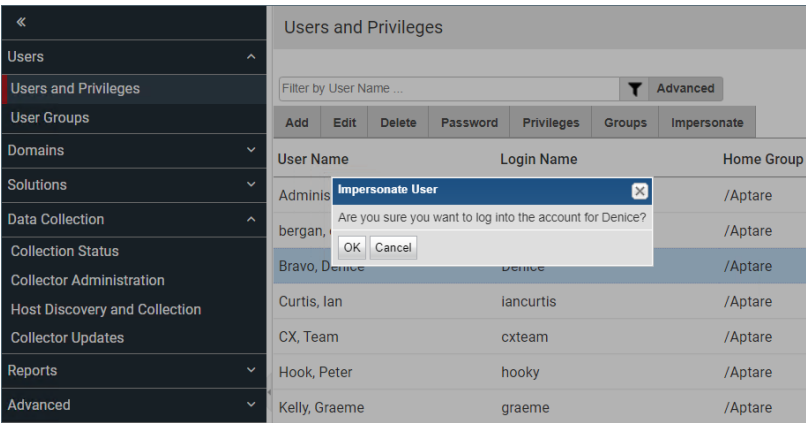 «
Users and Privileges
Users
Users and Privileges
User Groups
Domains
Solutions
Data Collection
Collection Status
Collector Administration
Host Discovery and Collection
Collector Updates
Reports
Advanced
Filter by User Name ...
Advanced
Add Edit Delete Password Privileges Groups Impersonate
User Name Login Name Home Group
Impersonate User
Are you sure you want to log into the account for Denice?
OK Cancel
/Aptare
bergan, /Aptare
Bravo, Denice Denice /Aptare
Curtis, Ian iancurtis /Aptare
CX, Team cxteam /Aptare
Hook, Peter hooky /Aptare
Kelly, Graeme graeme /Aptare